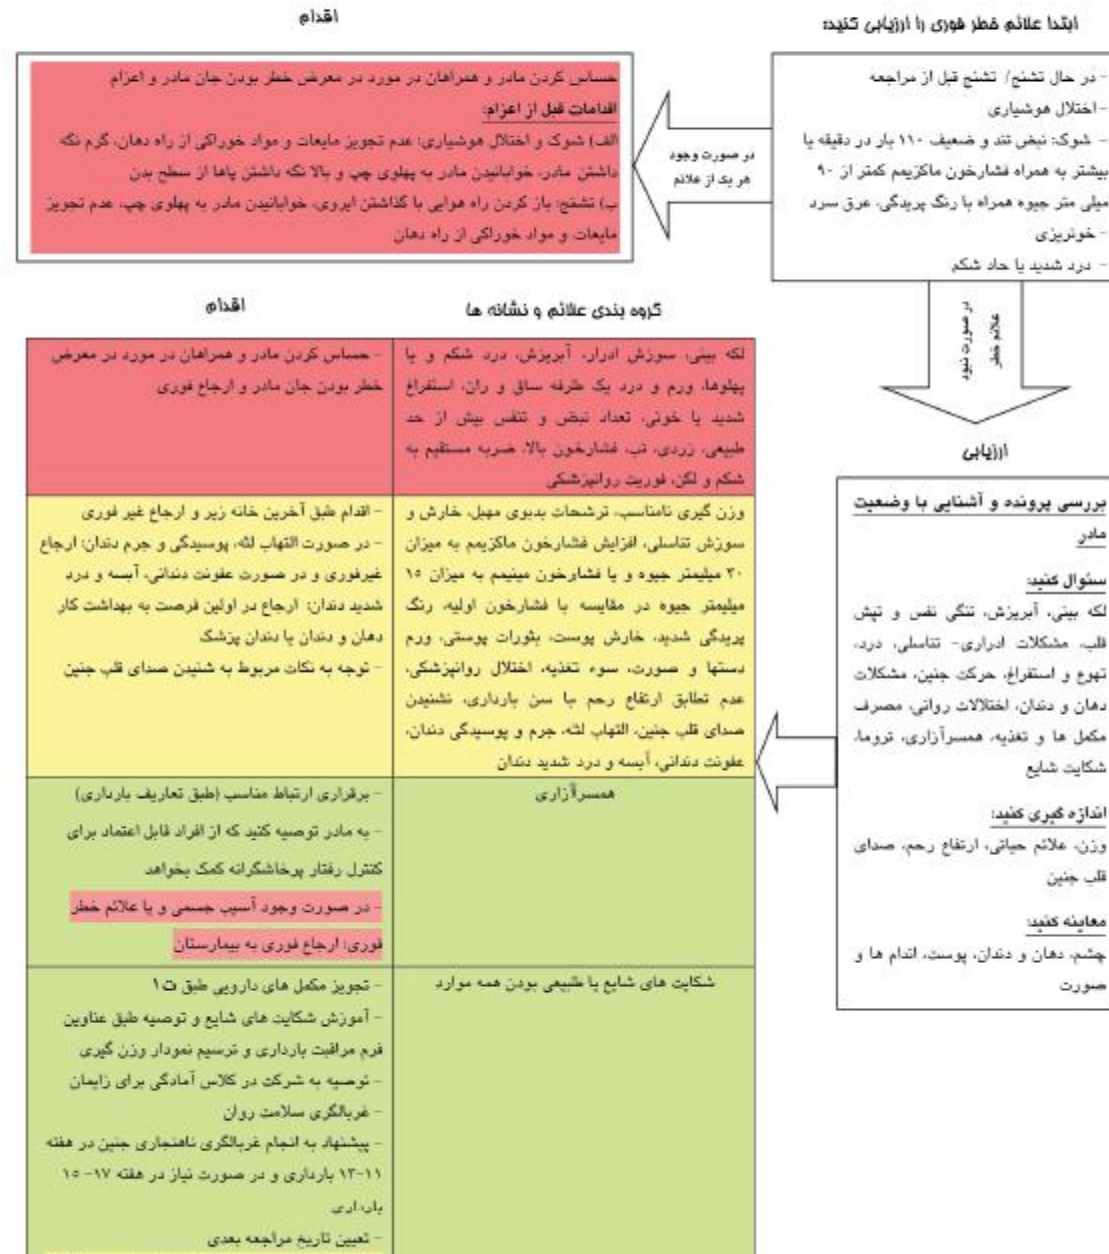 ابتدا علائم خطر فوری را ارزیابی کنید:
- در حال تشنج/ تشنج قبل از مراجعه
- اختلال هوشیاری
- شوک: نبض تند و ضعیف ۱۱۰ بار در دقیقه یا
بیشتر به همراه فشارخون ماکزیمم کمتر از ۹۰
میلی متر جیوه همراه با رنگ پریدگی، عرق سرد
- خونریزی
- درد شدید یا حاد شکم
در صورت وجود
هر یک از علائم
اقدام
حساس کردن مادر و همراهان در مورد در معرض خطر بودن جان مادر و اعزام
اقدامات قبل از اعزام:
الف) شوک و اختلال هوشیاری: عدم تجویز مایعات و مواد خوراکی از راه دهان، گرم نگه
داشتن مادر، خوابانیدن مادر به پهلوی چپ و بالا نگه داشتن پاها از سطح بدن
ب) تشنج: باز کردن راه هوایی با گذاشتن ایروی، خوابانیدن مادر به پهلوی چپ، عدم تجویز
مایعات و مواد خوراکی از راه دهان
در صورت نبود
علائم خطر
ارزیابی
بررسی پرونده و آشنایی با وضعیت
مادر
سئوال کنید:
لکه بینی، آبریزش، تنگی نفس و تپش
قلب، مشکلات ادراری- تناسلی، درد،
تهوع و استفراغ، حرکت جنین، مشکلات
دهان و دندان، اختلالات روانی، مصرف
مکمل ها و تغذیه، همسرآزاری، تروما،
شکایت شایع
اندازه گیری کنید:
وزن، علائم حیاتی، ارتفاع رحم، صدای
قلب جنین
معاینه کنید:
چشم، دهان و دندان، پوست، اندام ها و
صورت
گروه بندی علائم و نشانه ها
اقدام
لکه بینی، سوزش ادرار، آبریزش، درد شکم و یا
پهلوها، ورم و درد یک طرفه ساق و ران، استفراغ
شدید یا خونی، تعداد نبض و تنفس بیش از حد
طبیعی، زردی، تب، فشارخون بالا، ضربه مستقیم به
شکم و لگن، فوریت روانپزشکی
- حساس کردن مادر و همراهان در مورد در معرض
خطر بودن جان مادر و ارجاع فوری
وزن گیری نامناسب، ترشحات بدبوی مهبل، خارش و
سوزش تناسلی، افزایش فشارخون ماکزیمم به میزان
۳۰ میلیمتر جیوه و یا فشارخون مینیمم به میزان ۱۵
میلیمتر جیوه در مقایسه با فشارخون اولیه، رنگ
پریدگی شدید، خارش پوست، بثورات پوستی، ورم
دستها و صورت، سوء تغذیه، اختلال روانپزشکی،
عدم تطابق ارتفاع رحم با سن بارداری، نشنیدن
صدای قلب جنین، التهاب لثه، جرم و پوسیدگی دندان،
عفونت دندانی، آبسه و درد شدید دندان
- اقدام طبق آخرین خانه زیر و ارجاع غیر فوری
- در صورت التهاب لثه، پوسیدگی و جرم دندان: ارجاع
غیرفوری و در صورت عفونت دندانی، آبسه و درد
شدید دندان: ارجاع در اولین فرصت به بهداشت کار
دهان و دندان یا دندان پزشک
- توجه به نکات مربوط به شنیدن صدای قلب جنین
همسرآزاری
- برقراری ارتباط مناسب (طبق تعاریف بارداری)
- به مادر توصیه کنید که از افراد قابل اعتماد برای
کنترل رفتار پرخاشگرانه کمک بخواهد
- در صورت وجود آسیب جسمی و یا علائم خطر
فوری: ارجاع فوری به بیمارستان
شکایت های شایع یا طبیعی بودن همه موارد
- تجویز مکمل های دارویی طبق ت۱
- آموزش شکایت های شایع و توصیه طبق عناوین
فرم مراقبت بارداری و ترسیم نمودار وزن گیری
- توصیه به شرکت در کلاس آمادگی برای زایمان
- غربالگری سلامت روان
- پیشنهاد به انجام غربالگری ناهنجاری جنین در هفته
۱۱-۱۳ بارداری و در صورت نیاز در هفته ۱۷- ۱۵
بارداری
- تعیین تاریخ مراجعه بعدی